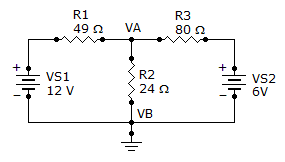 R1
49 Ω
VA
R3
80 Ω
+
VS1
12 V
−
R2
24 Ω
+
VS2
6V
−
VB